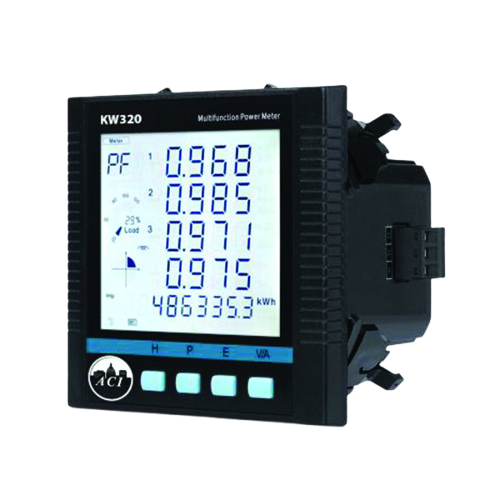 KW320 Multifunction Power Meter
Meter
PF 1 0.968
2 0.985
29%
Load 3 0.971
0.975
Imp
486335.3 kWh
H P E V/A
ACI